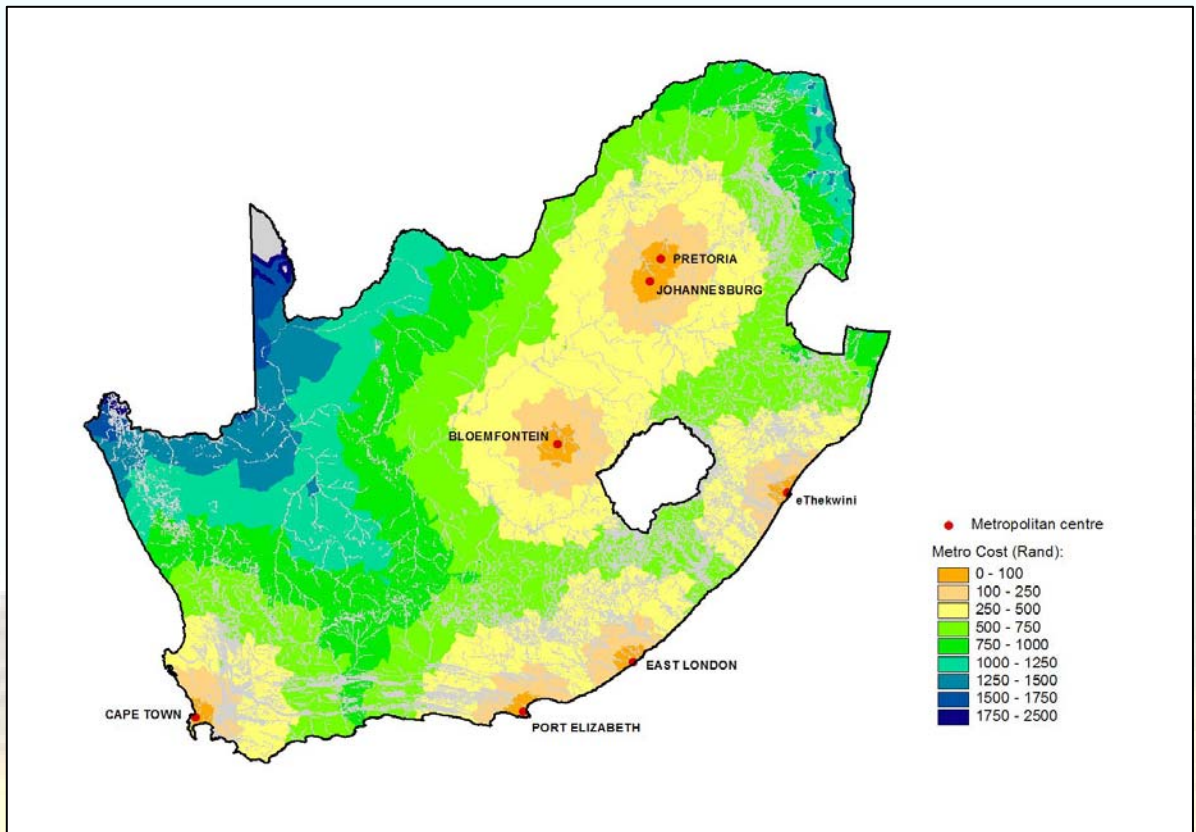 PRETORIA
JOHANNESBURG
BLOEMFONTEIN
eThekwini
EAST LONDON
CAPE TOWN
PORT ELIZABETH
Metropolitan centre
Metro Cost (Rand):
0 - 100
100 - 250
250 - 500
500 - 750
750 - 1000
1000 - 1250
1250 - 1500
1500 - 1750
1750 - 2500